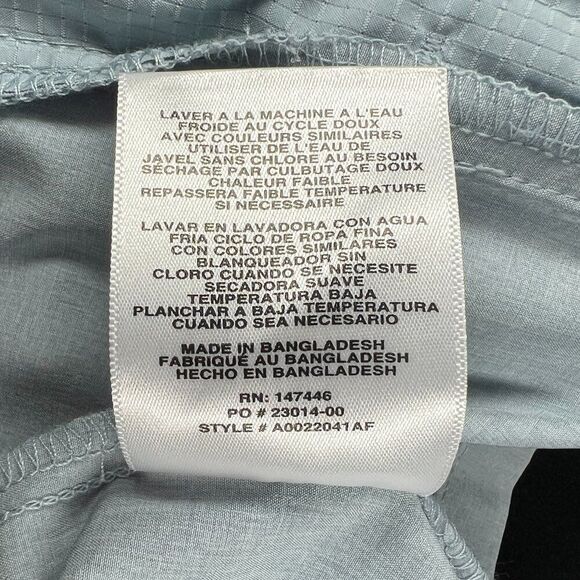 LAVER A LA MACHINE A L'EAU
FROIDE AU CYCLE DOUX
AVEC COULEURS SIMILAIRES
UTILISER DE L'EAU DE
JAVEL SANS CHLORE AU BESOIN
SÉCHAGE PAR CULBUTAGE DOUX
CHALEUR FAIBLE
REPASSERA FAIBLE TEMPERATURE
SI NÉCESSAIRE
LAVAR EN LAVADORA CON AGUA
FRIA CICLO DE ROPA FINA
CON COLORES SIMILARES
BLANQUEADOR SIN
CLORO CUANDO SE NECESITE
SECADORA SUAVE
TEMPERATURA BAJA
PLANCHAR A BAJA TEMPERATURA
CUANDO SEA NECESARIO
MADE IN BANGLADESH
FABRIQUÉ AU BANGLADESH
HECHO EN BANGLADESH
RN: 147446
PO # 23014-00
STYLE # A0022041AF